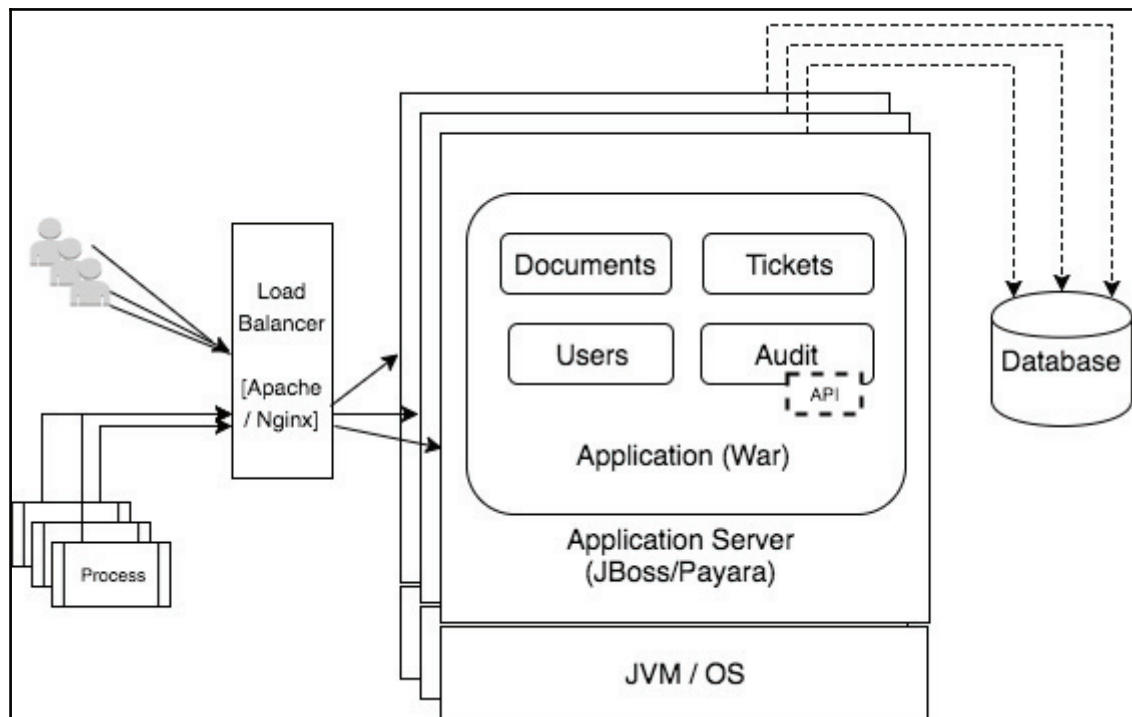 Load
Balancer
[Apache
/ Nginx]
Process
Documents
Tickets
Users
Audit
API
Application (War)
Application Server
(JBoss/Payara)
JVM / OS
Database